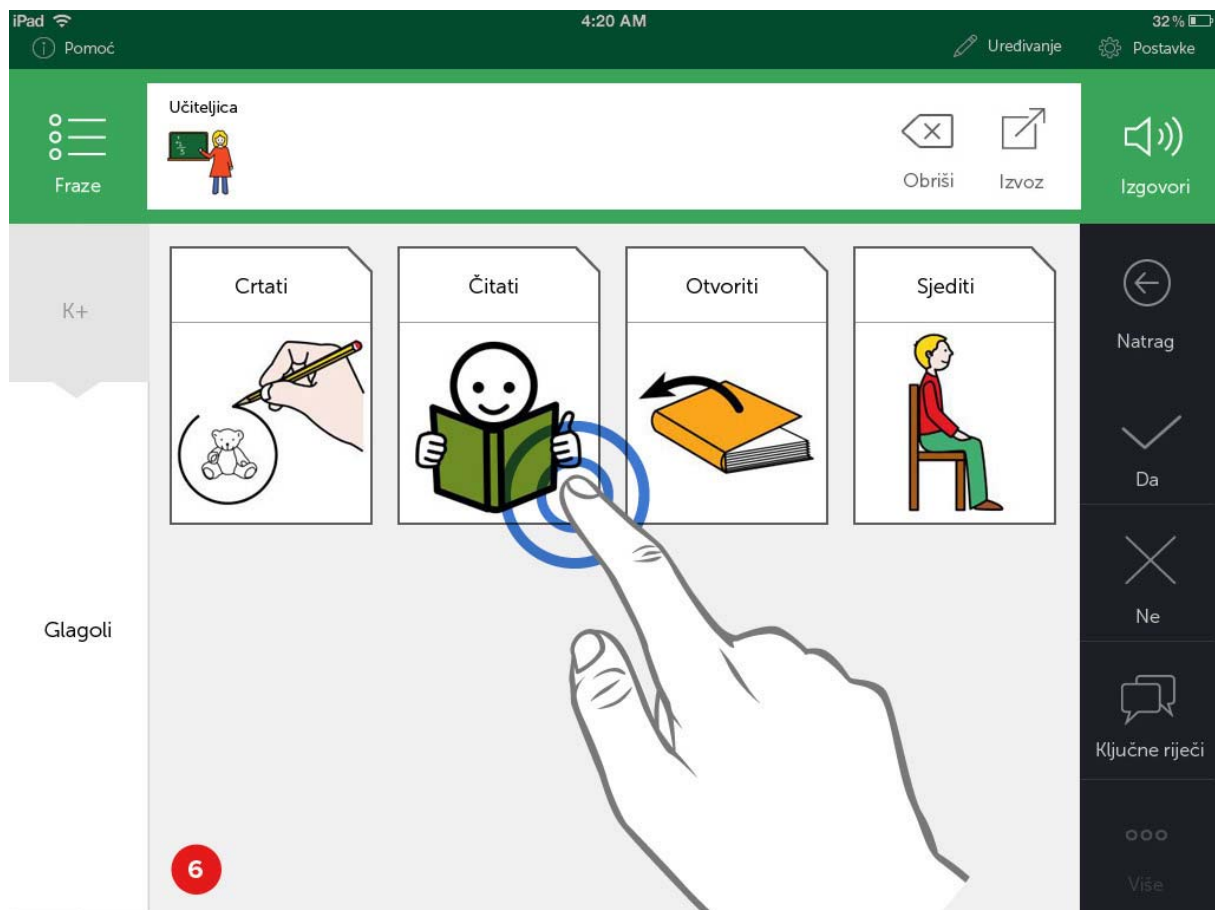 iPad 4:20 AM 32%
Pomoć Uređivanje Postavke
Fraze
Učiteljica
Obriši Izvoz
Izgovori
K+
Glagoli
Crtati Čitati Otvoriti Sjediti
6
Natrag
Da
Ne
Ključne riječi
Više